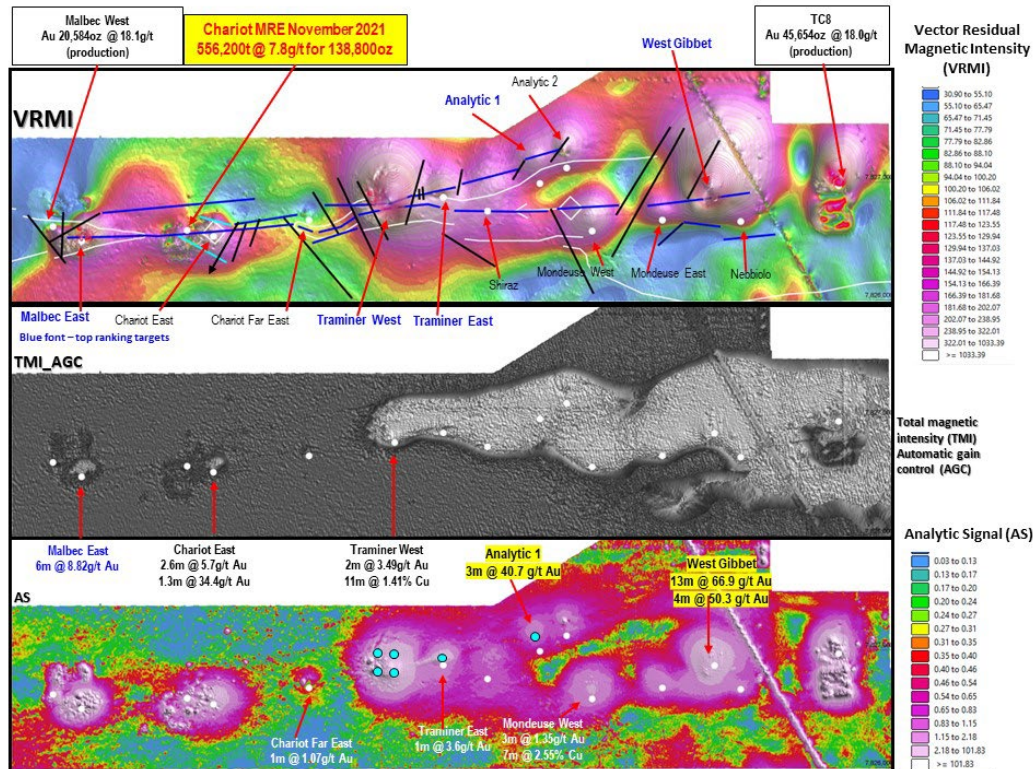 Malbec West
Au 20,584oz @ 18.1g/t
(production)
Chariot MRE November 2021
556,200t @ 7.8g/t for 138,800oz
West Gibbet
TC8
Au 45,654oz @ 18.0g/t
(production)
Vector Residual
Magnetic Intensity
(VRMI)
VRMI
Analytic 1
Analytic 2
30.90 to 55.10
55.10 to 65.47
65.47 to 71.45
71.45 to 77.79
77.79 to 82.86
82.86 to 88.10
88.10 to 94.04
94.04 to 100.20
100.20 to 106.02
106.02 to 111.84
111.84 to 117.48
117.48 to 123.55
123.55 to 129.94
129.94 to 137.03
137.03 to 144.92
144.92 to 154.13
154.13 to 166.39
166.39 to 181.68
181.68 to 202.07
202.07 to 238.95
238.95 to 322.01
322.01 to 1033.39
>= 1033.39
Malbec East
Chariot East
Chariot Far East
Traminer West
Traminer East
Shiraz
Mondeuse West
Mondeuse East
Nebbiolo
7,826,000
Blue font – top ranking targets
TMI_AGC
Total magnetic
intensity (TMI)
Automatic gain
control (AGC)
Malbec East
6m @ 8.82g/t Au
Chariot East
2.6m @ 5.7g/t Au
1.3m @ 34.4g/t Au
Traminer West
2m @ 3.49g/t Au
11m @ 1.41% Cu
Analytic 1
3m @ 40.7 g/t Au
West Gibbet
13m @ 66.9 g/t Au
4m @ 50.3 g/t Au
AS
Analytic Signal (AS)
0.03 to 0.13
0.13 to 0.17
0.17 to 0.20
0.20 to 0.24
0.24 to 0.27
0.27 to 0.31
0.31 to 0.35
0.35 to 0.40
0.40 to 0.46
0.46 to 0.54
0.54 to 0.65
0.65 to 0.83
0.83 to 1.15
1.15 to 2.18
2.18 to 101.83
>= 101.83
Chariot Far East
1m @ 1.07g/t Au
Traminer East
1m @ 3.6g/t Au
Mondeuse West
3m @ 1.35g/t Au
7m @ 2.55% Cu